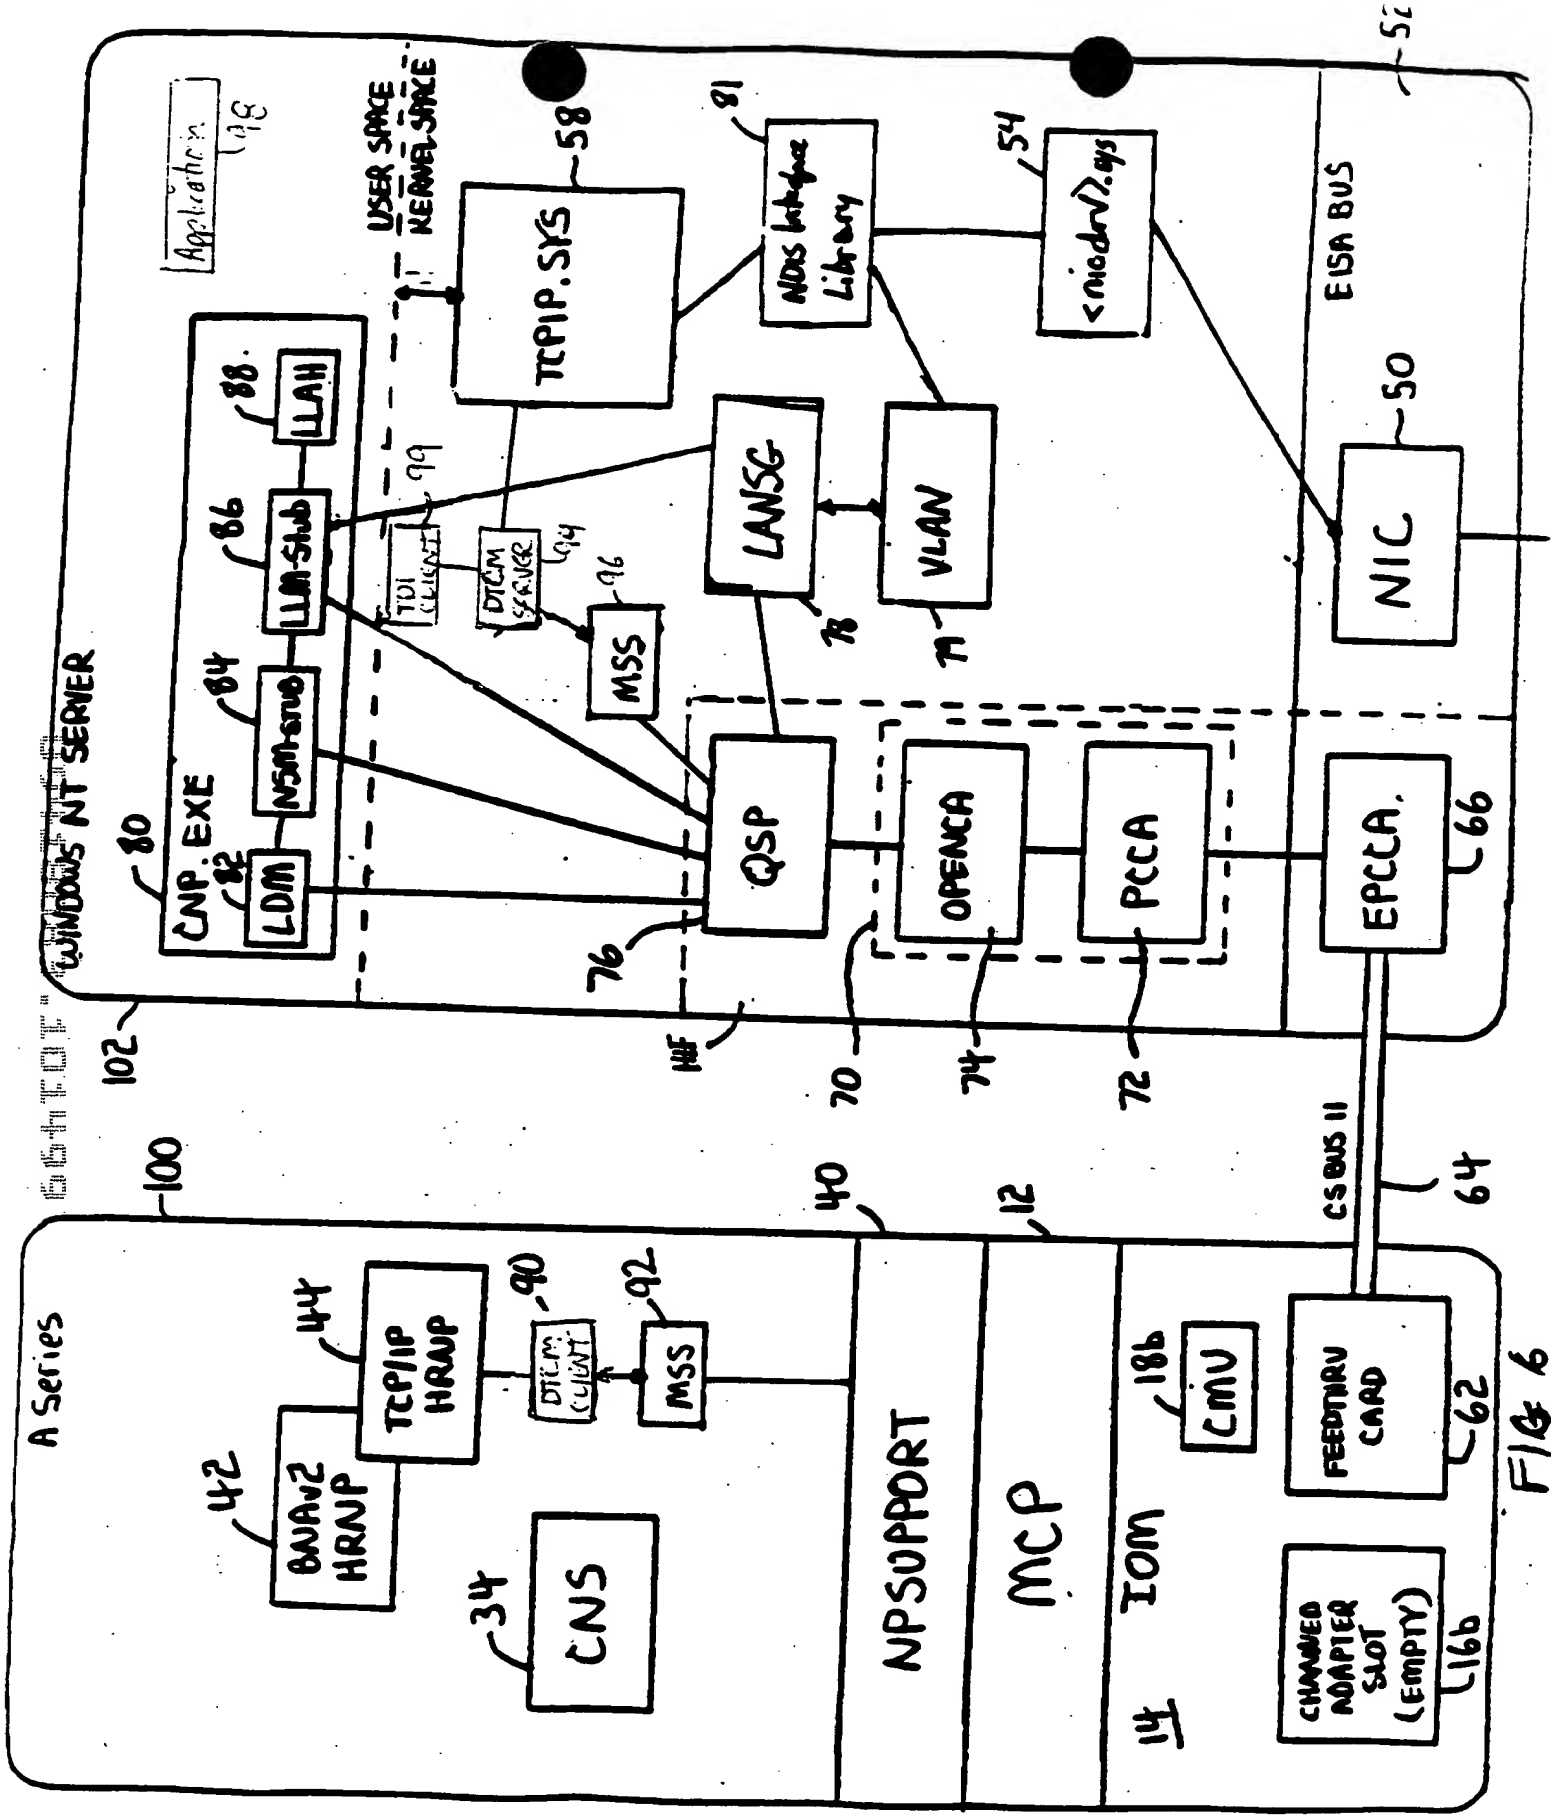 A Series
100
42
BNAv2
HRNP
44
TCP/IP
HRNP
34
CNS
90
DTCM
CLIENT
92
MSS
40
NPSUPPORT
12
MCP
14
IOM
18b
CMU
CHANNEL
ADAPTER
SLOT
(EMPTY)
16b
FEEDTHRU
CARD
62
CSBUS II
64
WINDOWS NT SERVER
102
80
CNP.EXE
82
LDM
84
NSM-STUB
86
LLM-Stub
88
LLAH
Application
98
USER SPACE
KERNEL SPACE
TDI
CLIENT
99
DTCM
SERVER
94
MSS
96
TCPIP.SYS
58
76
QSP
LANSG
78
VLAN
79
81
NDIS Interface
Library
54
70
OPENCA
74
PCCA
72
EPCCA
66
NIC
50
EISA BUS
52
FIG 6